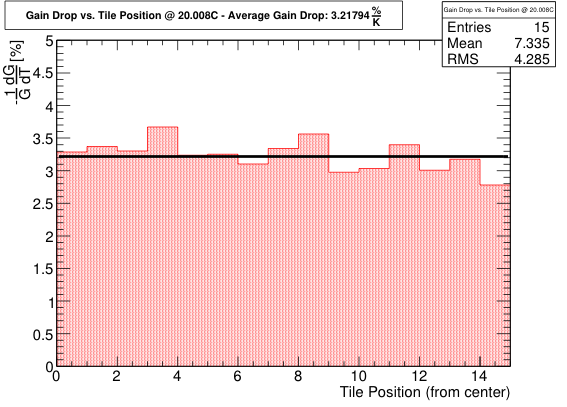 Gain Drop vs. Tile Position @ 20.008C - Average Gain Drop: 3.21794 %/K
Gain Drop vs. Tile Position @ 20.008C
Entries 15
Mean 7.335
RMS 4.285
-1/G dG/dT [%]
5
4.5
4
3.5
3
2.5
2
1.5
1
0.5
0
0 2 4 6 8 10 12 14
Tile Position (from center)